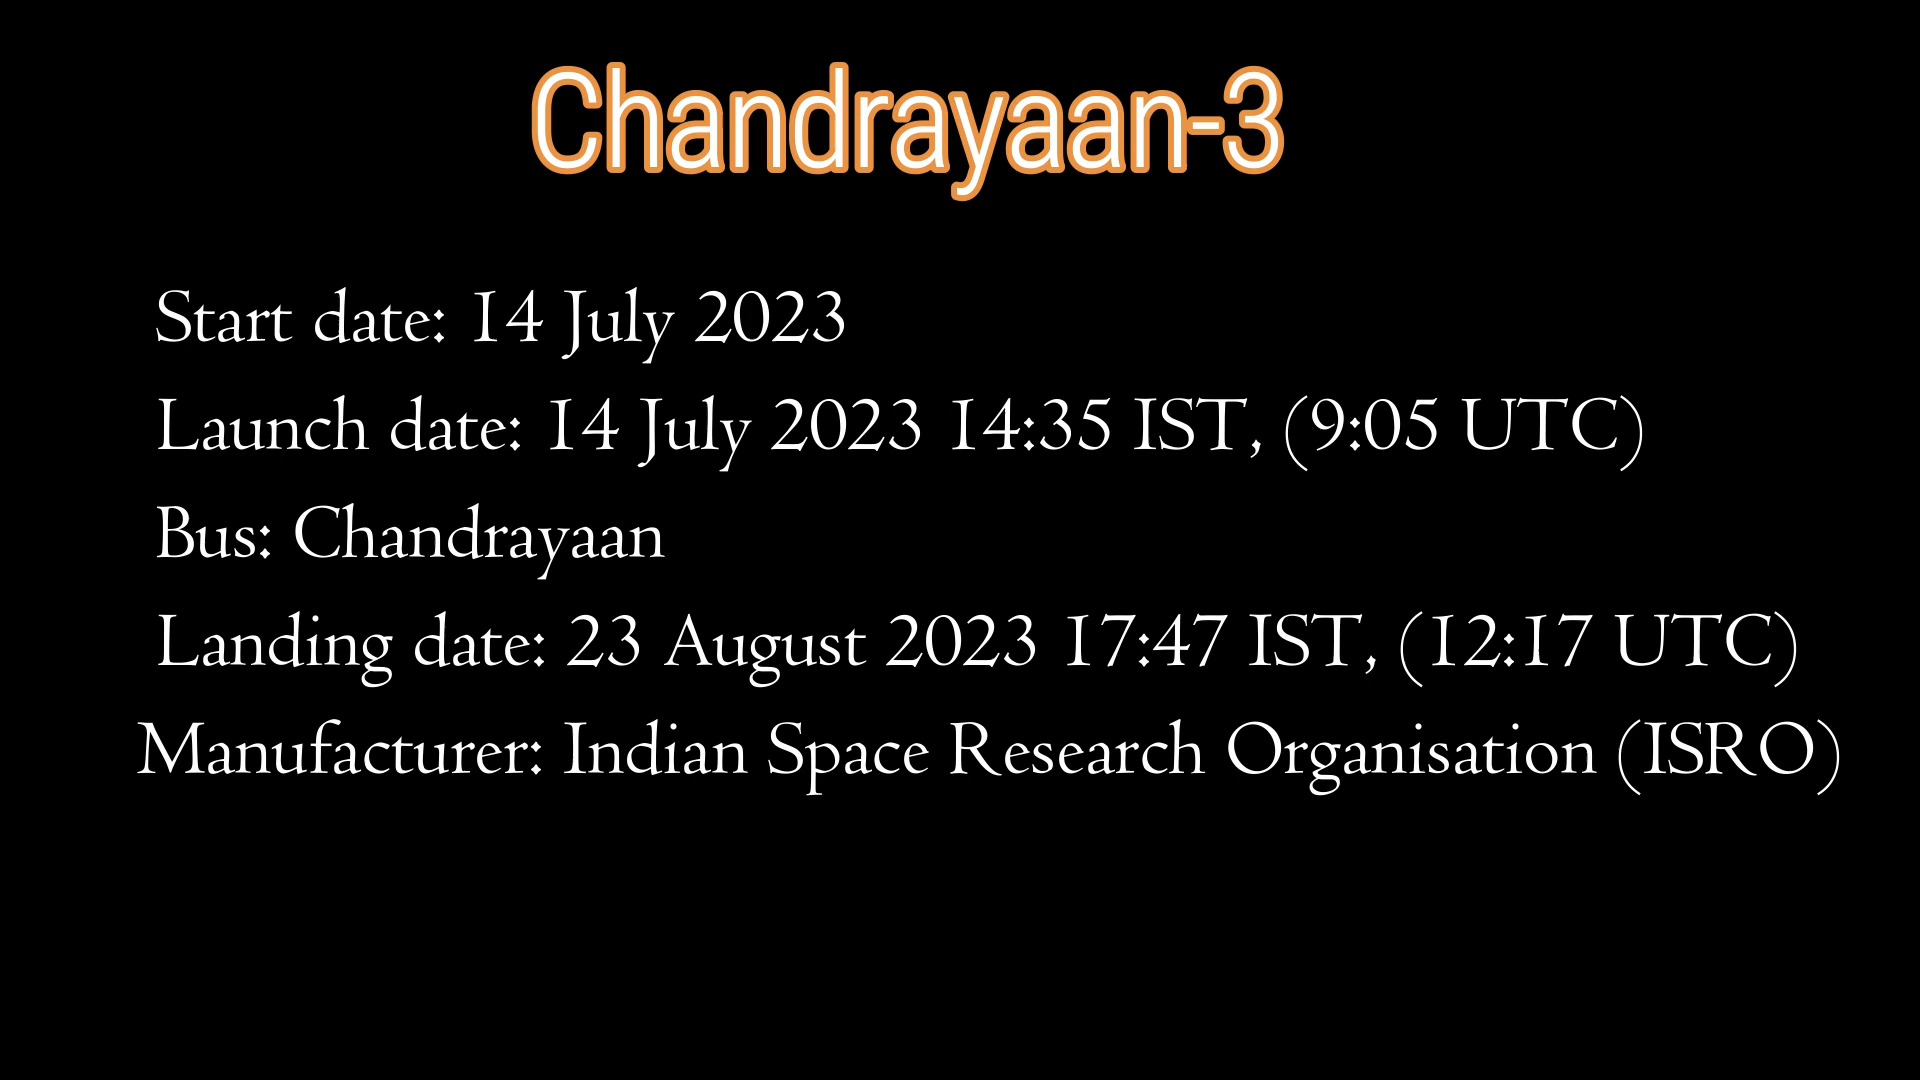 Chandrayaan-3
Start date: 14 July 2023
Launch date: 14 July 2023 14:35 IST, (9:05 UTC)
Bus: Chandrayaan
Landing date: 23 August 2023 17:47 IST, (12:17 UTC)
Manufacturer: Indian Space Research Organisation (ISRO)